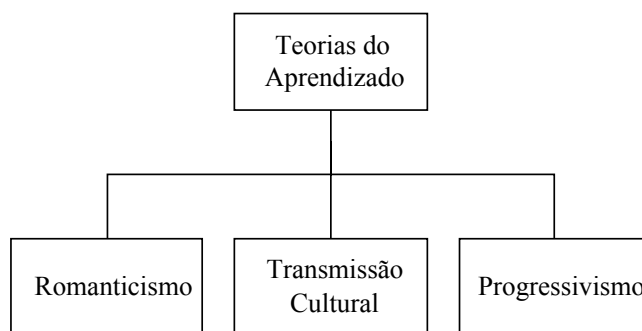 Teorias do
Aprendizado
Romanticismo
Transmissão
Cultural
Progressivismo